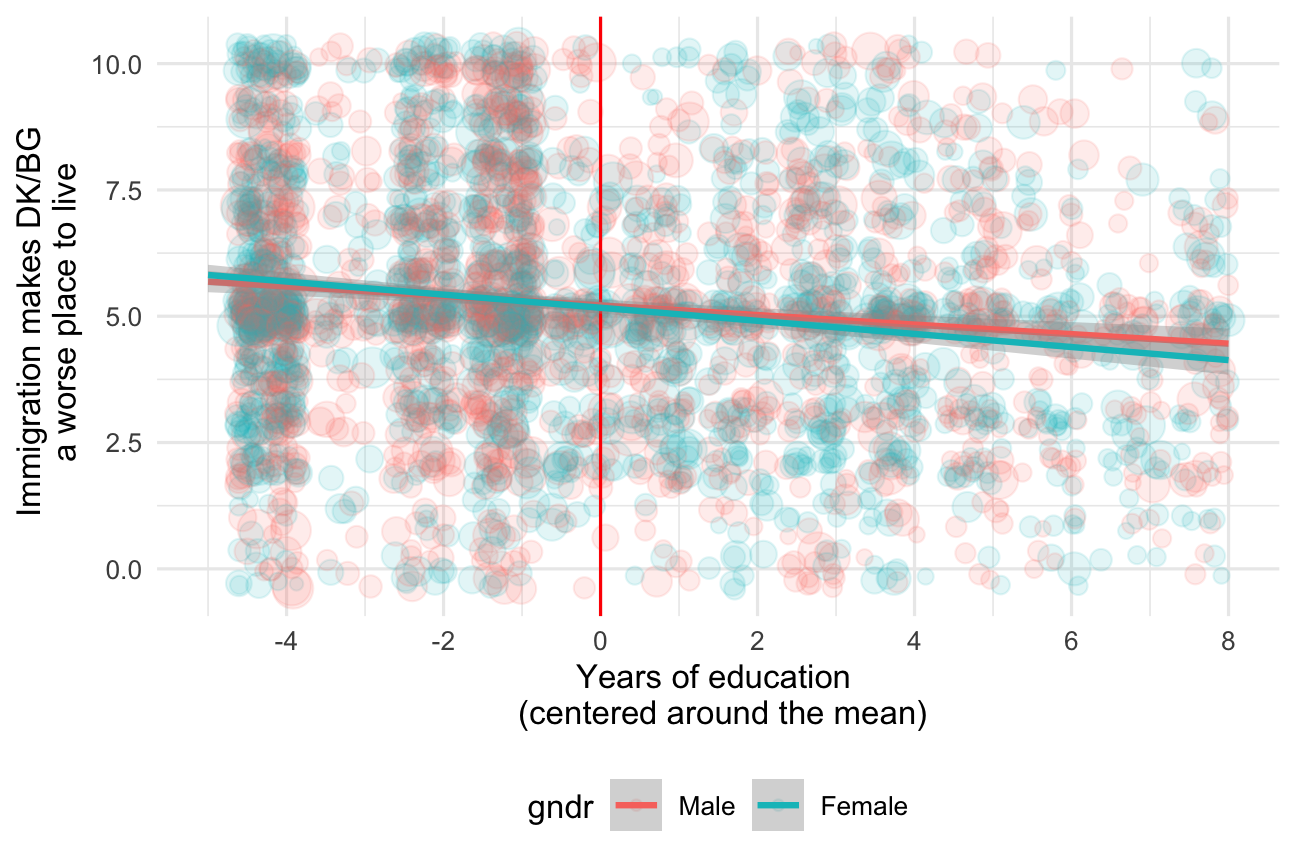 Immigration makes DK/BG
a worse place to live
10.0
7.5
5.0
2.5
0.0
-4 -2 0 2 4 6 8
Years of education
(centered around the mean)
gndr Male Female